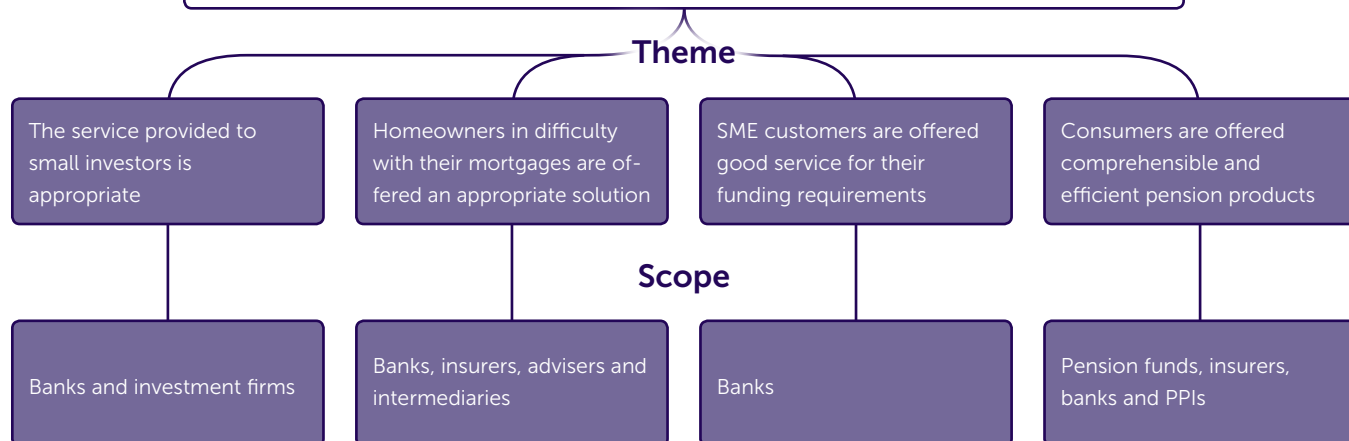 Theme
The service provided to
small investors is
appropriate
Homeowners in difficulty
with their mortgages are of-
fered an appropriate solution
SME customers are offered
good service for their
funding requirements
Consumers are offered
comprehensible and
efficient pension products
Scope
Banks and investment firms
Banks, insurers, advisers and
intermediaries
Banks
Pension funds, insurers,
banks and PPIs